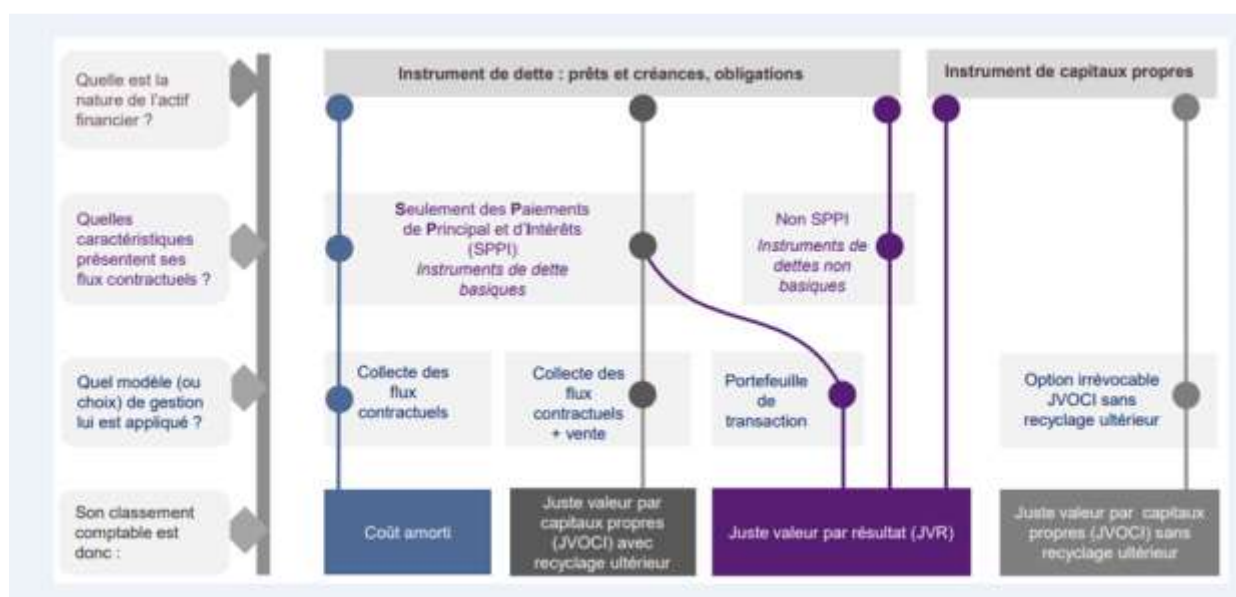 Quelle est la
nature de l'actif
financier ?
Instrument de dette : prêts et créances, obligations
Instrument de capitaux propres
Quelles
caractéristiques
présentent ses
flux contractuels ?
Seulement des Paiements
de Principal et d'Intérêts
(SPPI)
Instruments de dette
basiques
Non SPPI
Instruments de
dettes non
basiques
Quel modèle (ou
choix) de gestion
lui est appliqué ?
Collecte des
flux
contractuels
Collecte des
flux
contractuels
+ vente
Portefeuille
de
transaction
Option irrévocable
JVOCI sans
recyclage ultérieur
Son classement
comptable est
donc :
Coût amorti
Juste valeur par
capitaux propres
(JVOCI) avec
recyclage ultérieur
Juste valeur par résultat (JVR)
Juste valeur par capitaux
propres (JVOCI) sans
recyclage ultérieur